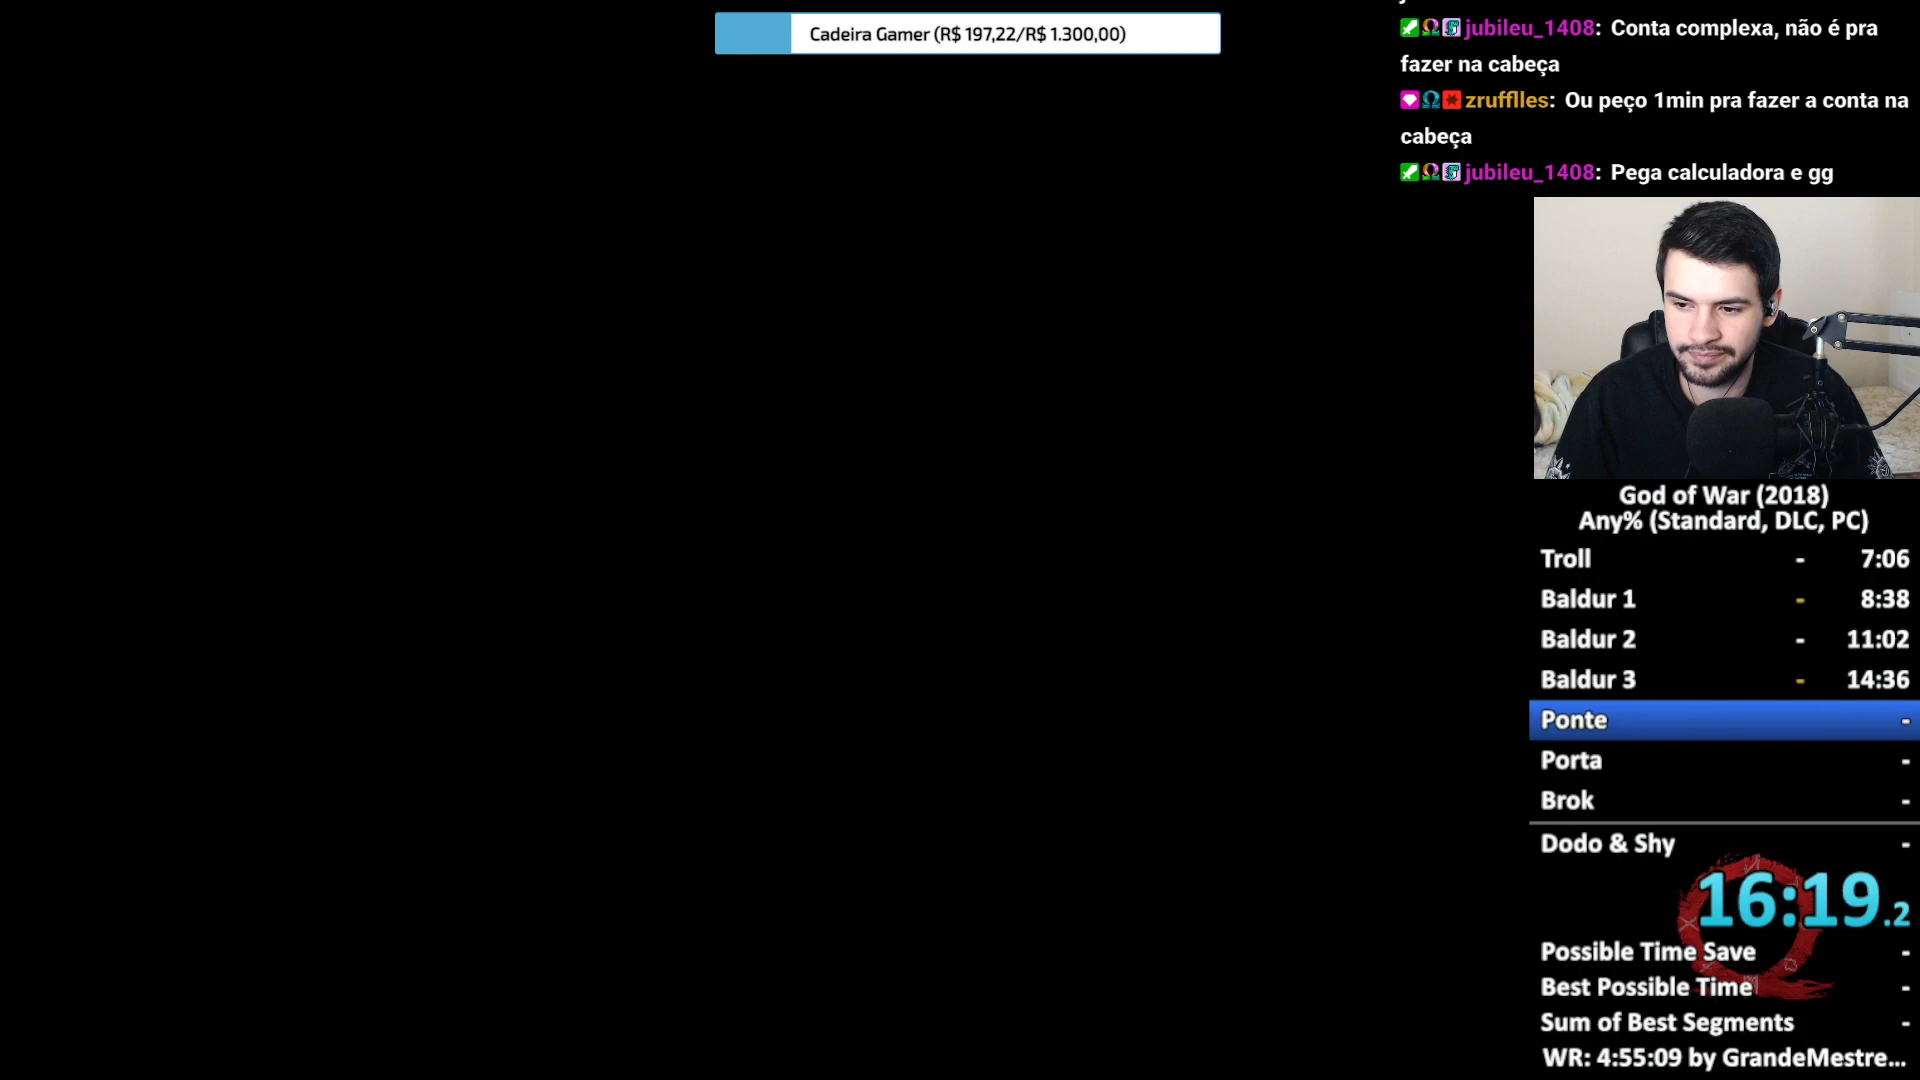 Cadeira Gamer (R$ 197,22/R$ 1.300,00)
jubileu_1408: Conta complexa, não é pra
fazer na cabeça
zrufflles: Ou peço 1min pra fazer a conta na
cabeça
jubileu_1408: Pega calculadora e gg
God of War (2018)
Any% (Standard, DLC, PC)
Troll - 7:06
Baldur 1 - 8:38
Baldur 2 - 11:02
Baldur 3 - 14:36
Ponte -
Porta -
Brok -
Dodo & Shy -
16:19.2
Possible Time Save -
Best Possible Time -
Sum of Best Segments -
WR: 4:55:09 by GrandeMestre...